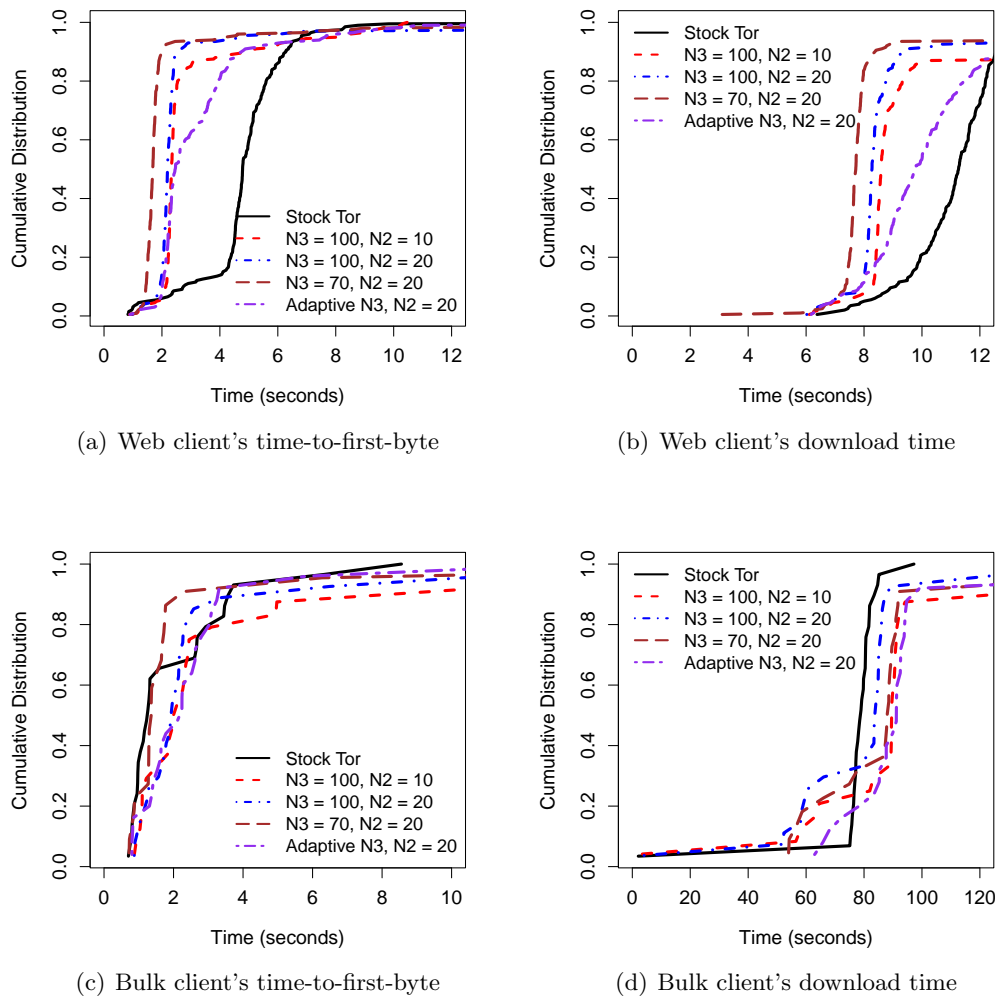 Cumulative Distribution
0.0 0.2 0.4 0.6 0.8 1.0
Stock Tor
N3 = 100, N2 = 10
N3 = 100, N2 = 20
N3 = 70, N2 = 20
Adaptive N3, N2 = 20
0 2 4 6 8 10 12
Time (seconds)
(a) Web client's time-to-first-byte
Cumulative Distribution
0.0 0.2 0.4 0.6 0.8 1.0
Stock Tor
N3 = 100, N2 = 10
N3 = 100, N2 = 20
N3 = 70, N2 = 20
Adaptive N3, N2 = 20
0 2 4 6 8 10 12
Time (seconds)
(b) Web client's download time
Cumulative Distribution
0.0 0.2 0.4 0.6 0.8 1.0
Stock Tor
N3 = 100, N2 = 10
N3 = 100, N2 = 20
N3 = 70, N2 = 20
Adaptive N3, N2 = 20
0 2 4 6 8 10
Time (seconds)
(c) Bulk client's time-to-first-byte
Cumulative Distribution
0.0 0.2 0.4 0.6 0.8 1.0
Stock Tor
N3 = 100, N2 = 10
N3 = 100, N2 = 20
N3 = 70, N2 = 20
Adaptive N3, N2 = 20
0 20 40 60 80 100 120
Time (seconds)
(d) Bulk client's download time